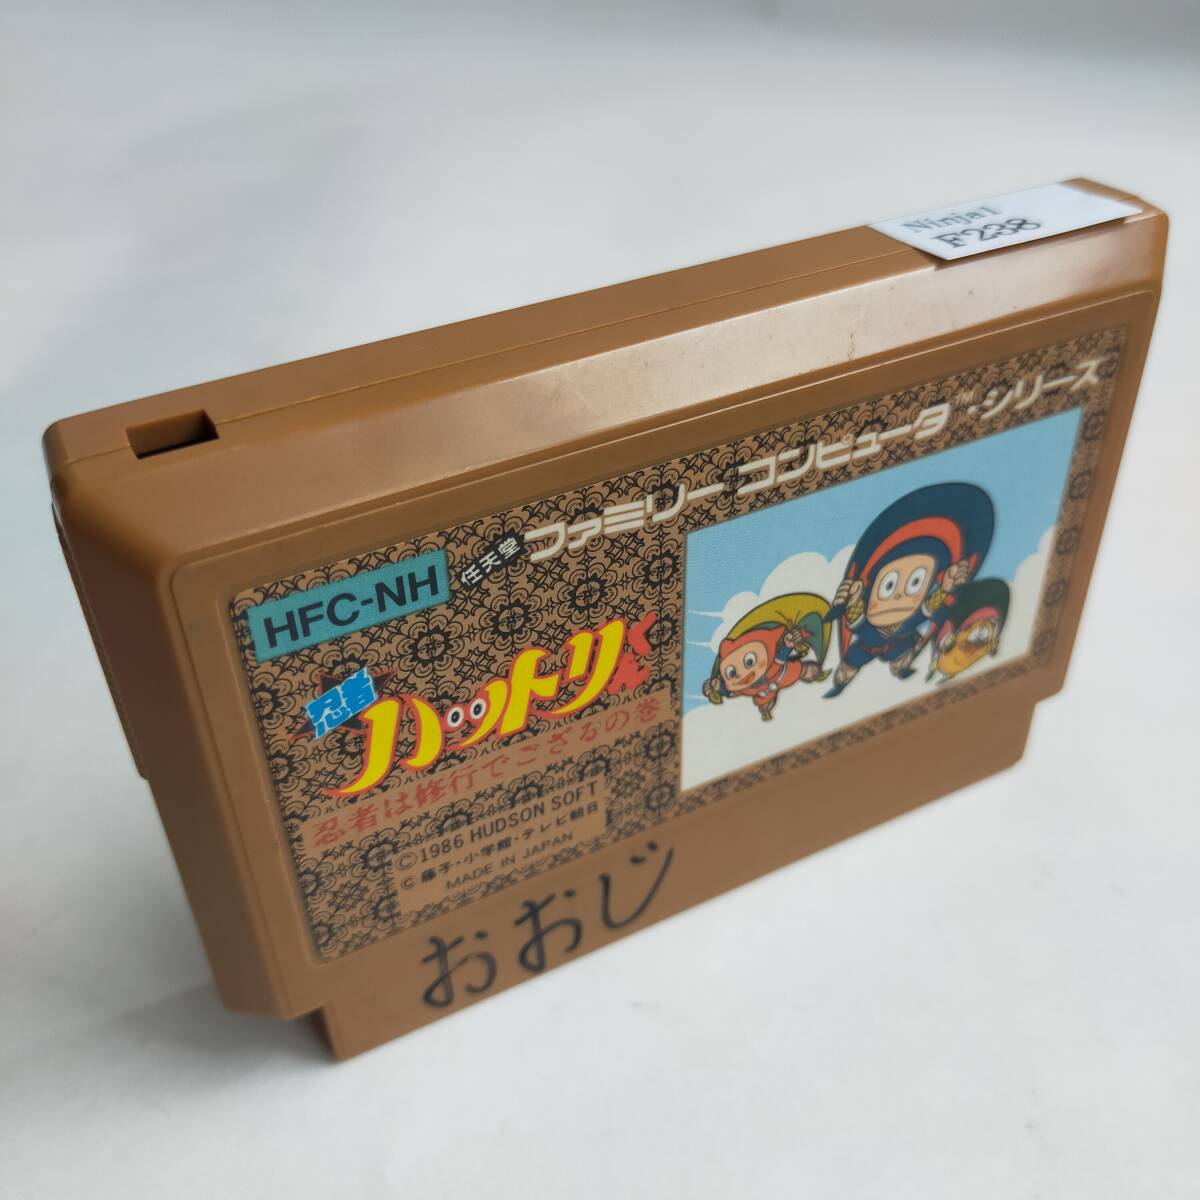 Ninja1
F238
任天堂 ファミリー コンピュータ™・シリーズ
HFC-NH
忍者
ハットリくん
忍者は修行でござるの巻
©1986 HUDSON SOFT
©藤子・小学館・テレビ朝日
MADE IN JAPAN
おおじ